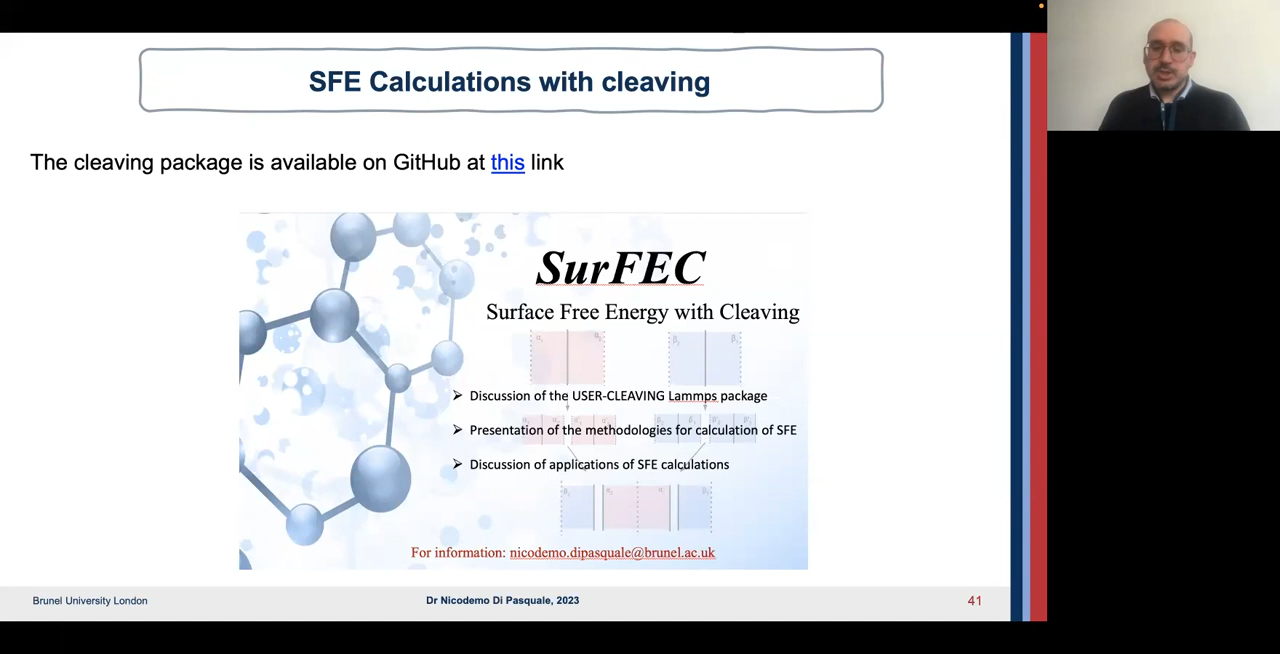 SFE Calculations with cleaving
The cleaving package is available on GitHub at this link
SurFEC
Surface Free Energy with Cleaving
➢ Discussion of the USER-CLEAVING Lammps package
➢ Presentation of the methodologies for calculation of SFE
➢ Discussion of applications of SFE calculations
For information: nicodemo.dipasquale@brunel.ac.uk
Brunel University London
Dr Nicodemo Di Pasquale, 2023
41